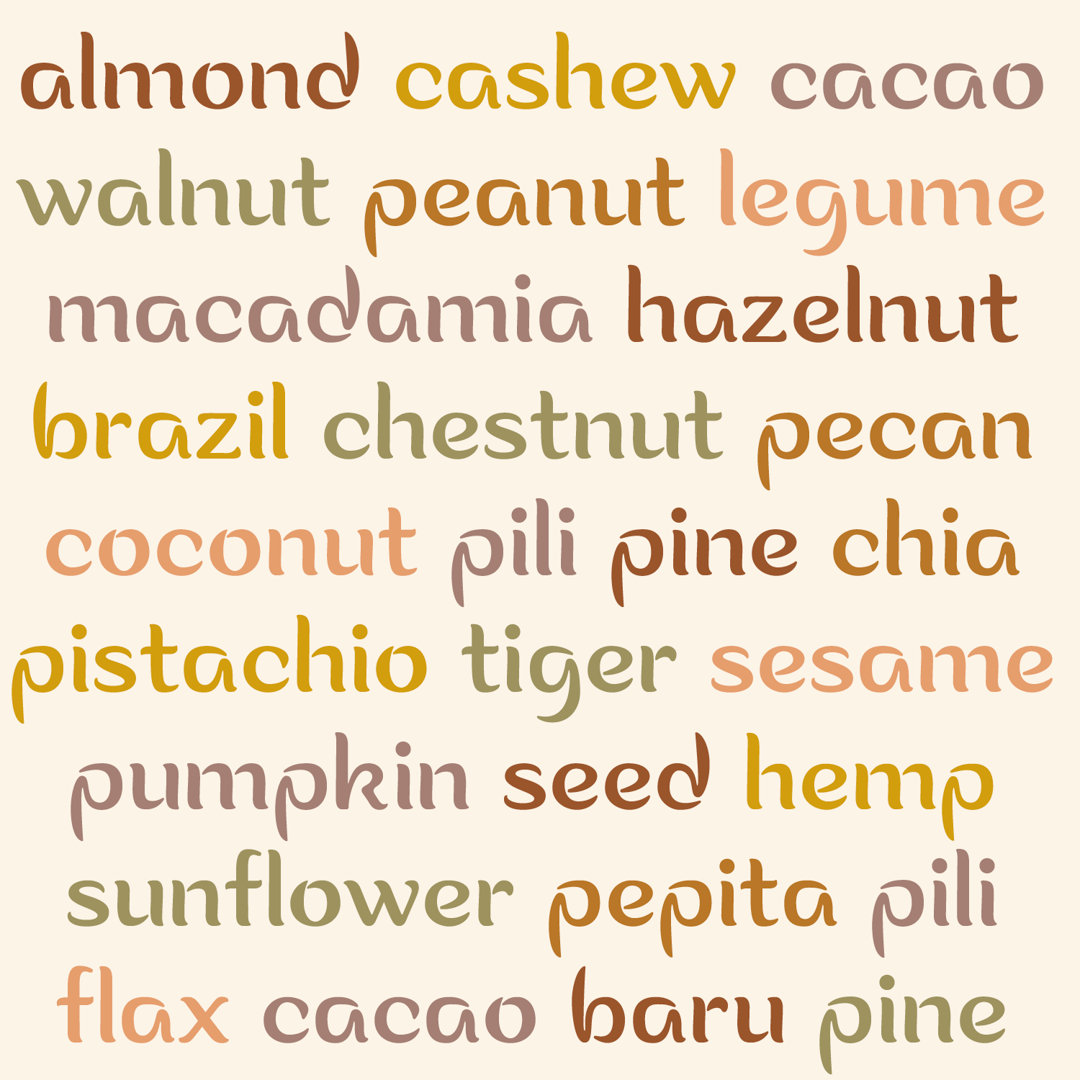 almond cashew cacao
walnut peanut legume
macadamia hazelnut
brazil chestnut pecan
coconut pili pine chia
pistachio tiger sesame
pumpkin seed hemp
sunflower pepita pili
flax cacao baru pine